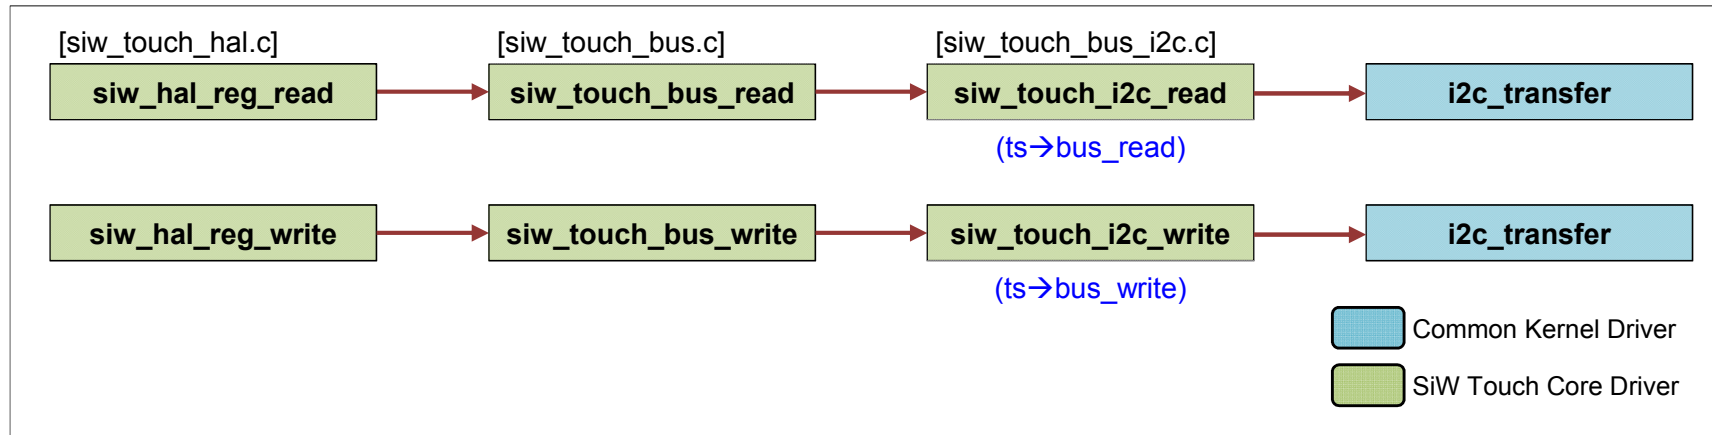 [siw_touch_hal.c] [siw_touch_bus.c] [siw_touch_bus_i2c.c]
siw_hal_reg_read siw_touch_bus_read siw_touch_i2c_read i2c_transfer
(ts→bus_read)
siw_hal_reg_write siw_touch_bus_write siw_touch_i2c_write i2c_transfer
(ts→bus_write)
Common Kernel Driver
SiW Touch Core Driver